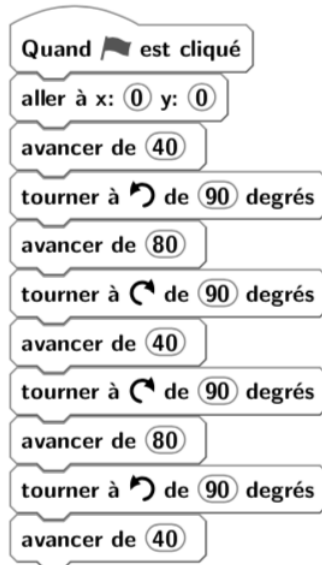 Quand est cliqué
aller à x: 0 y: 0
avancer de 40
tourner à de 90 degrés
avancer de 80
tourner à de 90 degrés
avancer de 40
tourner à de 90 degrés
avancer de 80
tourner à de 90 degrés
avancer de 40